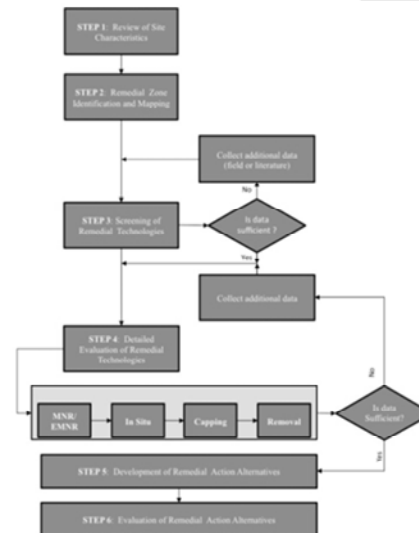 STEP 1: Review of Site
Characteristics
STEP 2: Remedial Zone
Identification and Mapping
Collect additional data
(field or literature)
No
STEP 3: Screening of
Remedial Technologies
Is data
sufficient ?
Yes
Collect additional data
STEP 4: Detailed
Evaluation of Remedial
Technologies
No
MNR/
EMNR
In Situ
Capping
Removal
Is data
Sufficient?
Yes
STEP 5: Development of Remedial Action Alternatives
STEP 6: Evaluation of Remedial Action Alternatives